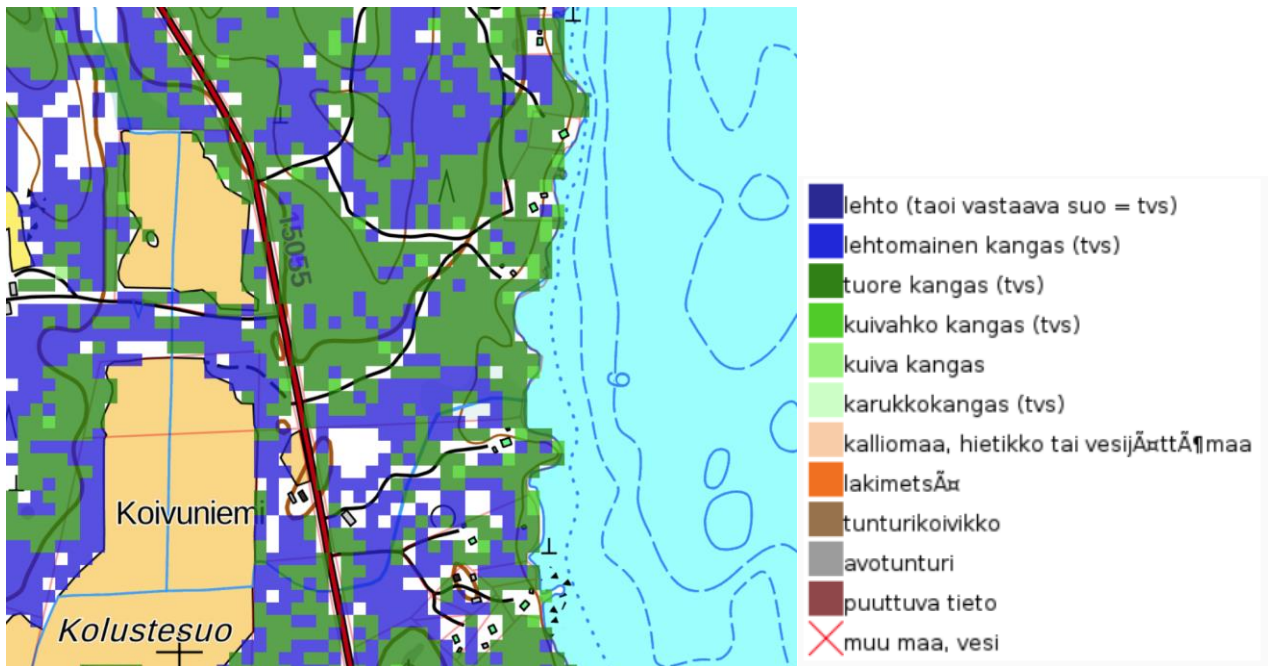 15055
6
Koivuniemi
Kolustesuo
lehto (taoi vastaava suo = tvs)
lehtomainen kangas (tvs)
tuore kangas (tvs)
kuivahko kangas (tvs)
kuiva kangas
karukkokangas (tvs)
kalliomaa, hietikko tai vesijÃ¤ttÃ¶maa
lakimetsÃ¤
tunturikoivikko
avotunturi
puuttuva tieto
muu maa, vesi